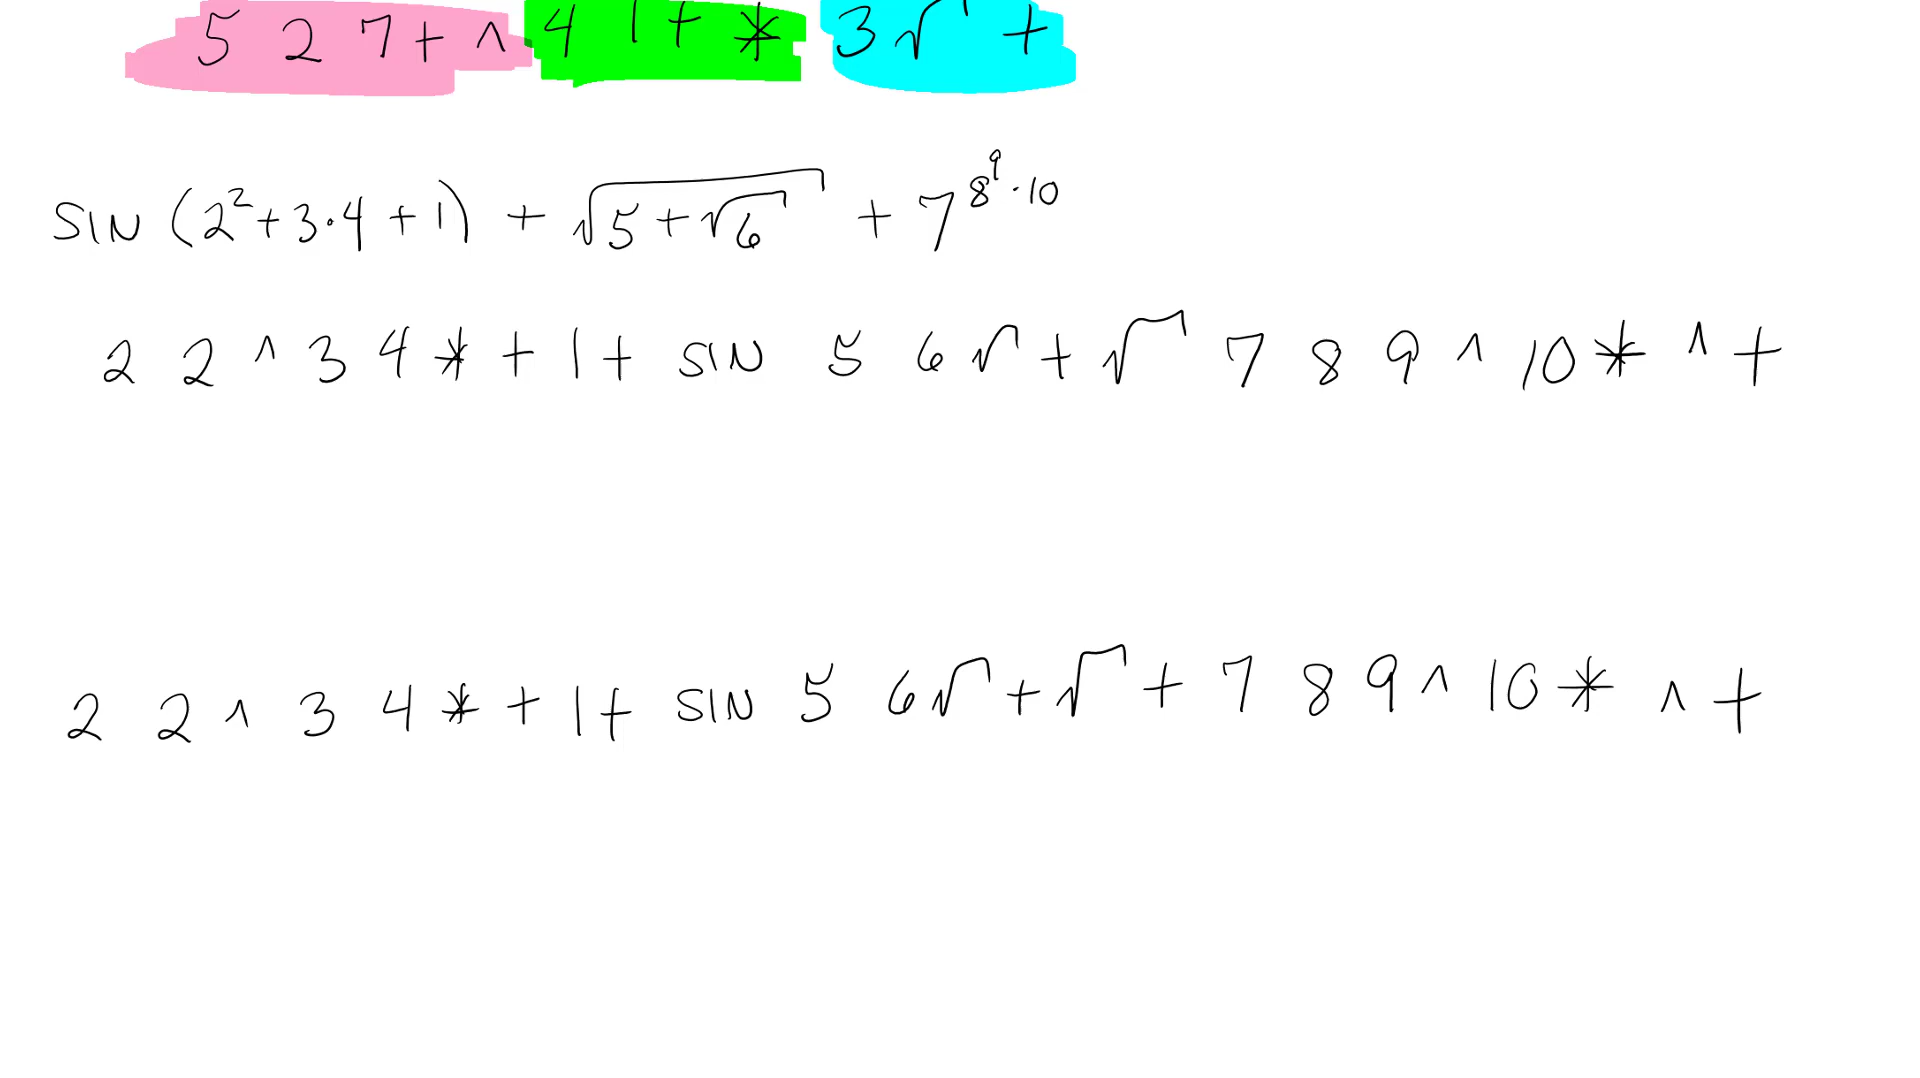 5 2 7 + ^ 4 1 + * 3 √ +
SIN (2² + 3·4 + 1) + √(5 + √6) + 7^(8^9·10)
2 2 ^ 3 4 * + 1 + SIN 5 6 √ + √ 7 8 9 ^ 10 * ^ +
2 2 ^ 3 4 * + 1 + SIN 5 6 √ + √ + 7 8 9 ^ 10 * ^ +